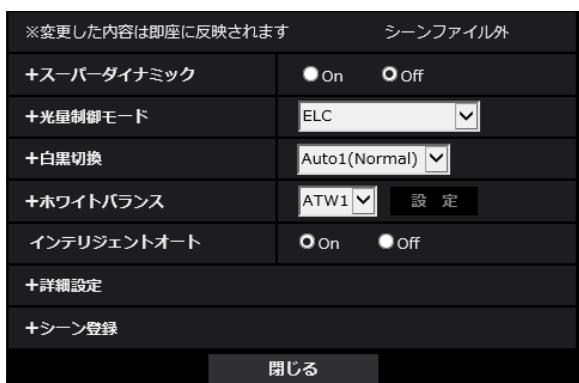 ※変更した内容は即座に反映されます シーンファイル外
+スーパーダイナミック On Off
+光量制御モード ELC
+白黒切換 Auto1(Normal)
+ホワイトバランス ATW1 設 定
インテリジェントオート On Off
+詳細設定
+シーン登録
閉じる